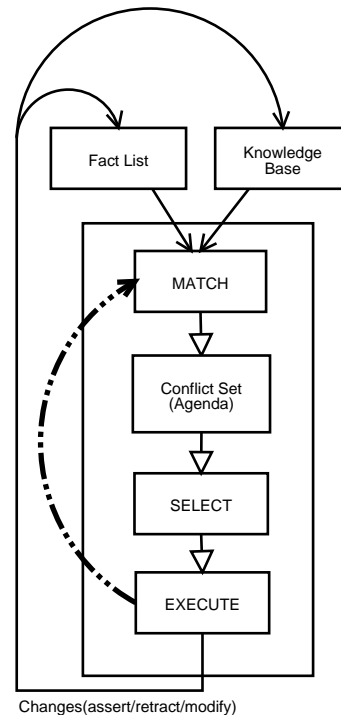 Fact List
Knowledge
Base
MATCH
Conflict Set
(Agenda)
SELECT
EXECUTE
Changes(assert/retract/modify)